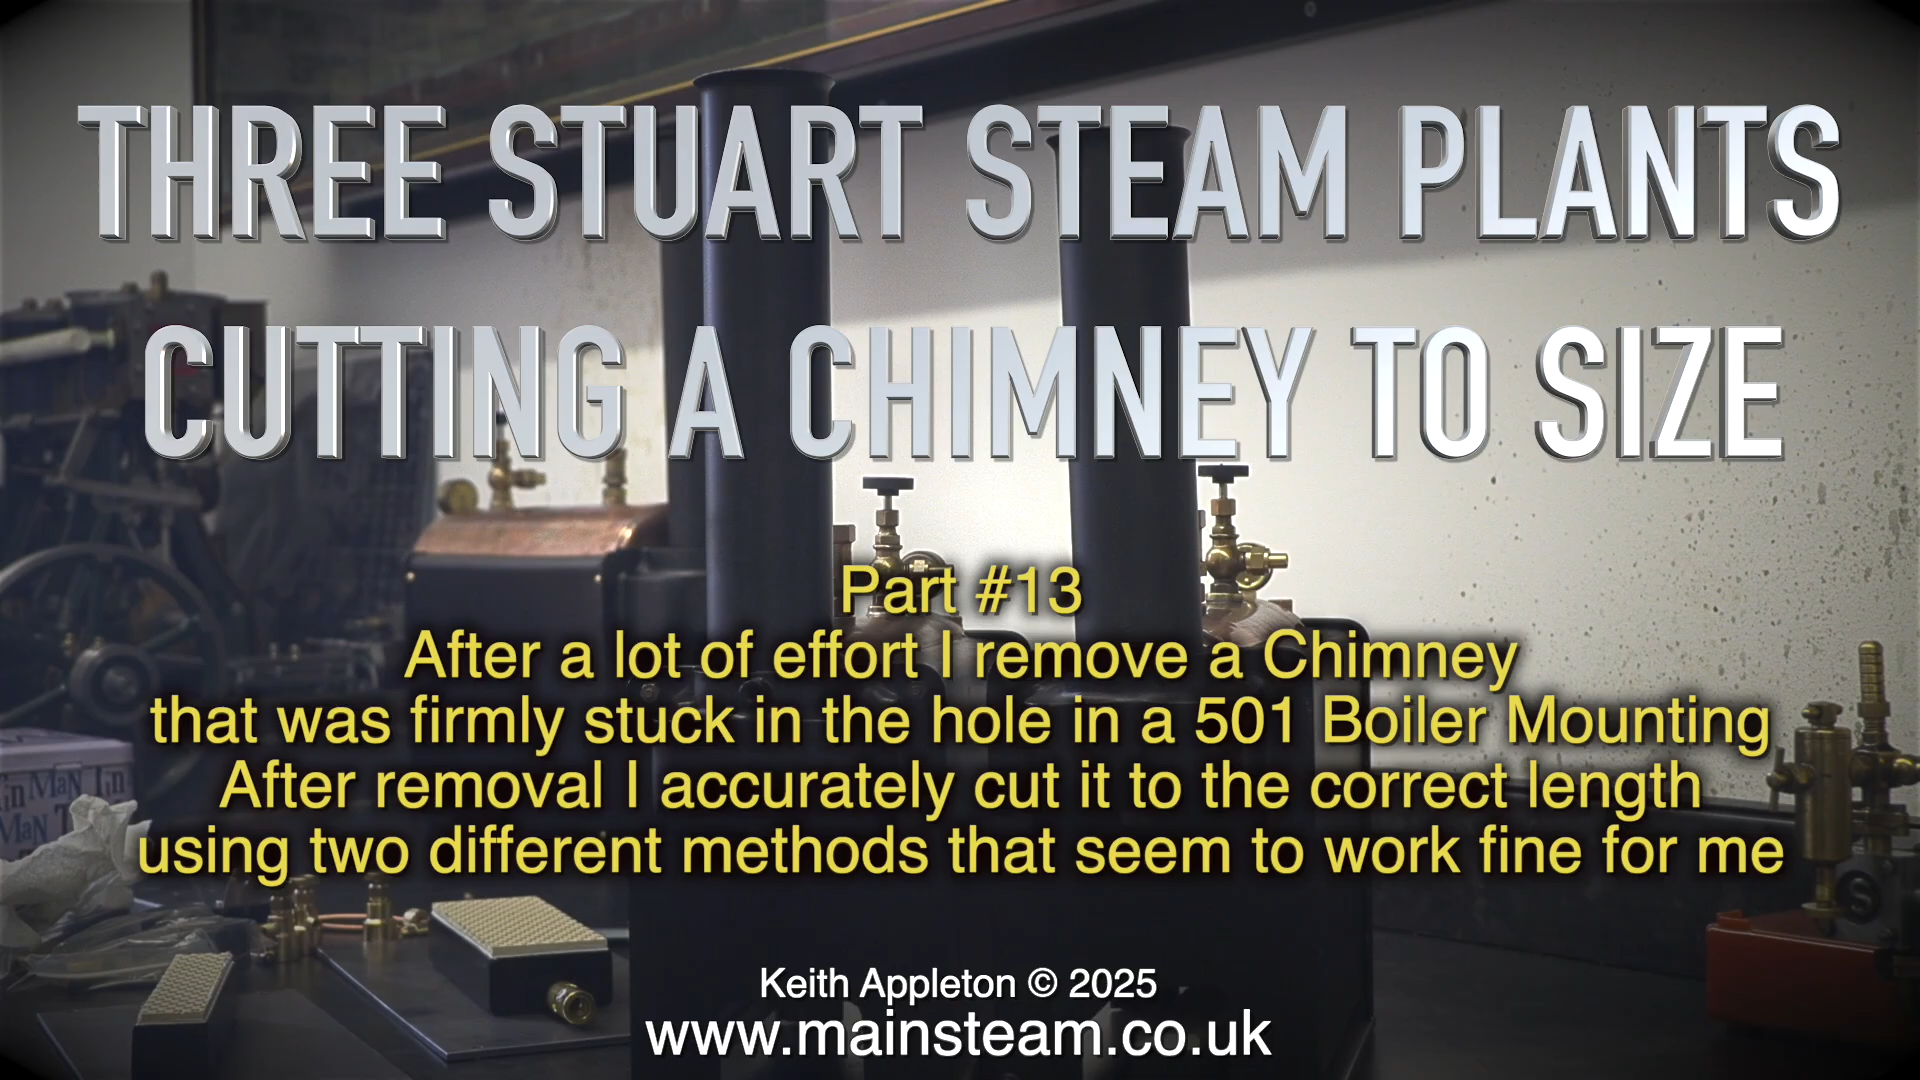 THREE STUART STEAM PLANTS
CUTTING A CHIMNEY TO SIZE
Part #13
After a lot of effort I remove a Chimney
that was firmly stuck in the hole in a 501 Boiler Mounting
After removal I accurately cut it to the correct length
using two different methods that seem to work fine for me
Keith Appleton © 2025
www.mainsteam.co.uk